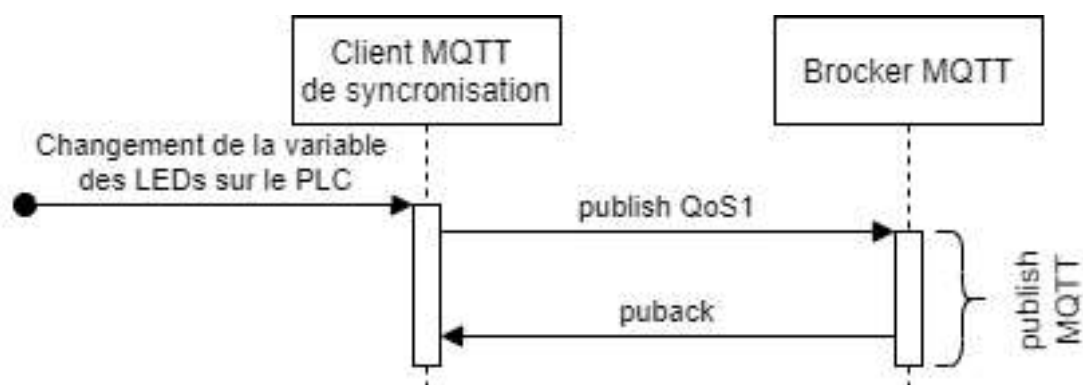 Client MQTT
de syncronisation
Brocker MQTT
Changement de la variable
des LEDs sur le PLC
publish QoS1
puback
publish
MQTT